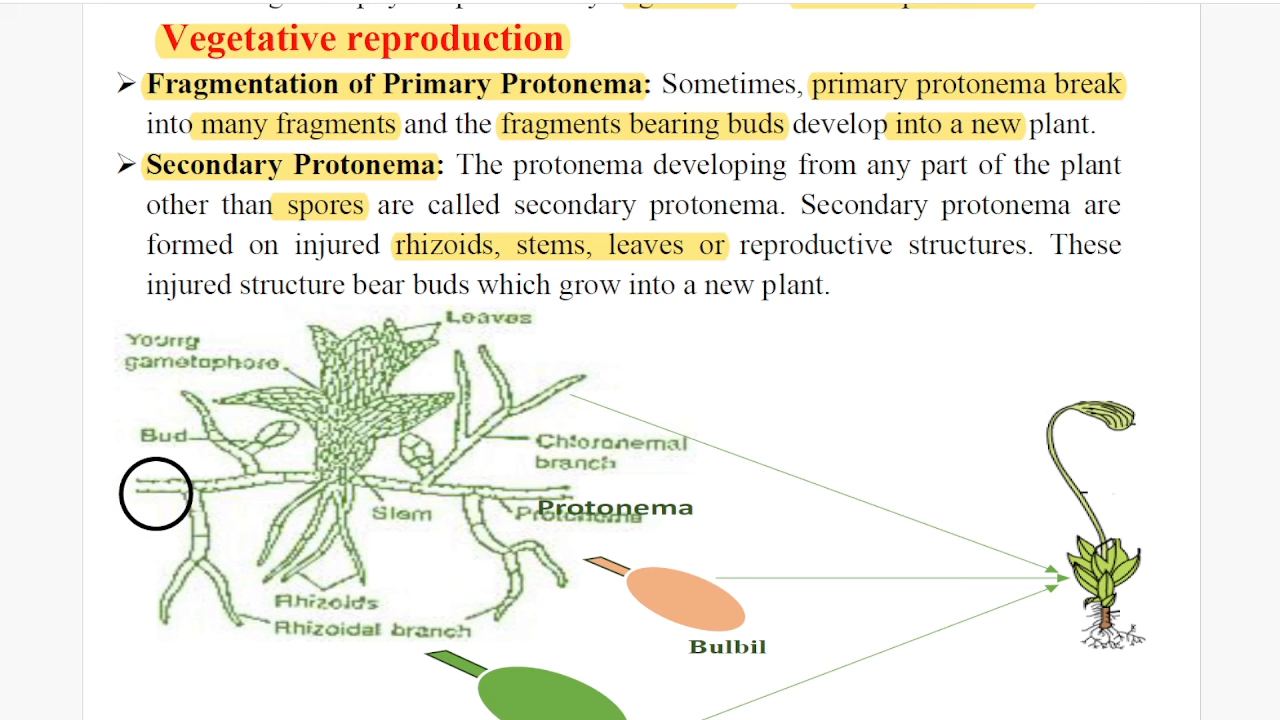 Vegetative reproduction
➢ Fragmentation of Primary Protonema: Sometimes, primary protonema break
into many fragments and the fragments bearing buds develop into a new plant.
➢ Secondary Protonema: The protonema developing from any part of the plant
other than spores are called secondary protonema. Secondary protonema are
formed on injured rhizoids, stems, leaves or reproductive structures. These
injured structure bear buds which grow into a new plant.
Leaves
Young
gametophore
Bud
Chloronemal
branch
Stem
Protonema
Protonema
Rhizoids
Rhizoidal branch
Bulbil